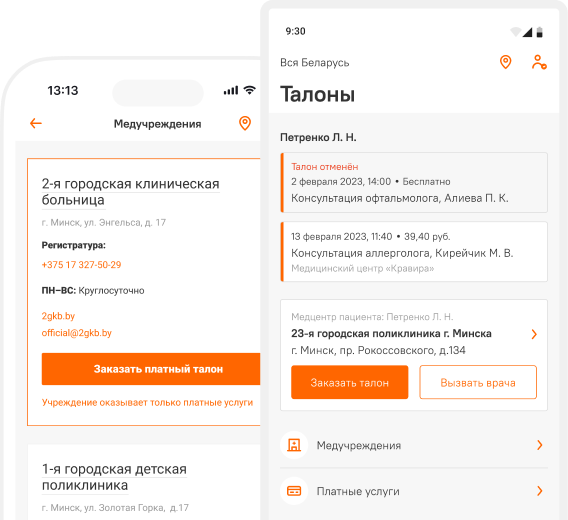 13:13
Медучреждения
2-я городская клиническая
больница
г. Минск, ул. Энгельса, д. 17
Регистратура:
+375 17 327-50-29
ПН–ВС: Круглосуточно
2gkb.by
official@2gkb.by
Заказать платный талон
Учреждение оказывает только платные услуги
1-я городская детская
поликлиника
г. Минск, ул. Золотая Горка, д.17
9:30
Вся Беларусь
Талоны
Петренко Л. Н.
Талон отменён
2 февраля 2023, 14:00 • Бесплатно
Консультация офтальмолога, Алиева П. К.
13 февраля 2023, 11:40 • 39,40 руб.
Консультация аллерголога, Кирейчик М. В.
Медицинский центр «Кравира»
Медцентр пациента: Петренко Л. Н.
23-я городская поликлиника г. Минска
г. Минск, пр. Рокоссовского, д.134
Заказать талон
Вызвать врача
Медучреждения
Платные услуги